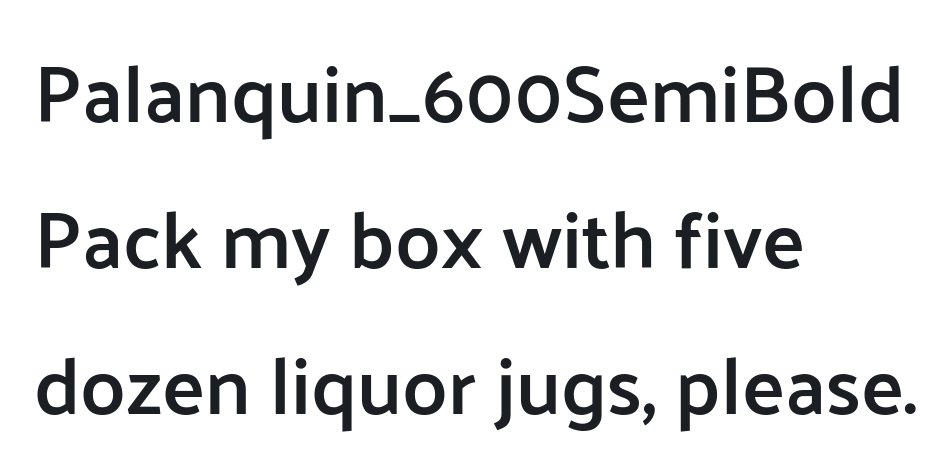 Palanquin_600SemiBold
Pack my box with five
dozen liquor jugs, please.